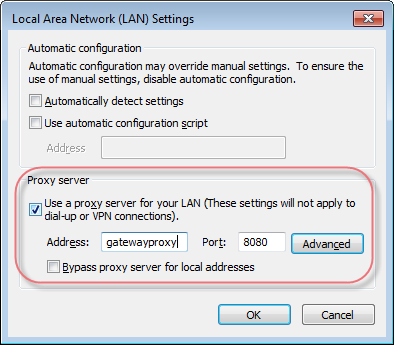 Local Area Network (LAN) Settings
Automatic configuration
Automatic configuration may override manual settings. To ensure the
use of manual settings, disable automatic configuration.
Automatically detect settings
Use automatic configuration script
Address
Proxy server
Use a proxy server for your LAN (These settings will not apply to
dial-up or VPN connections).
Address: gatewayproxy Port: 8080 Advanced
Bypass proxy server for local addresses
OK Cancel